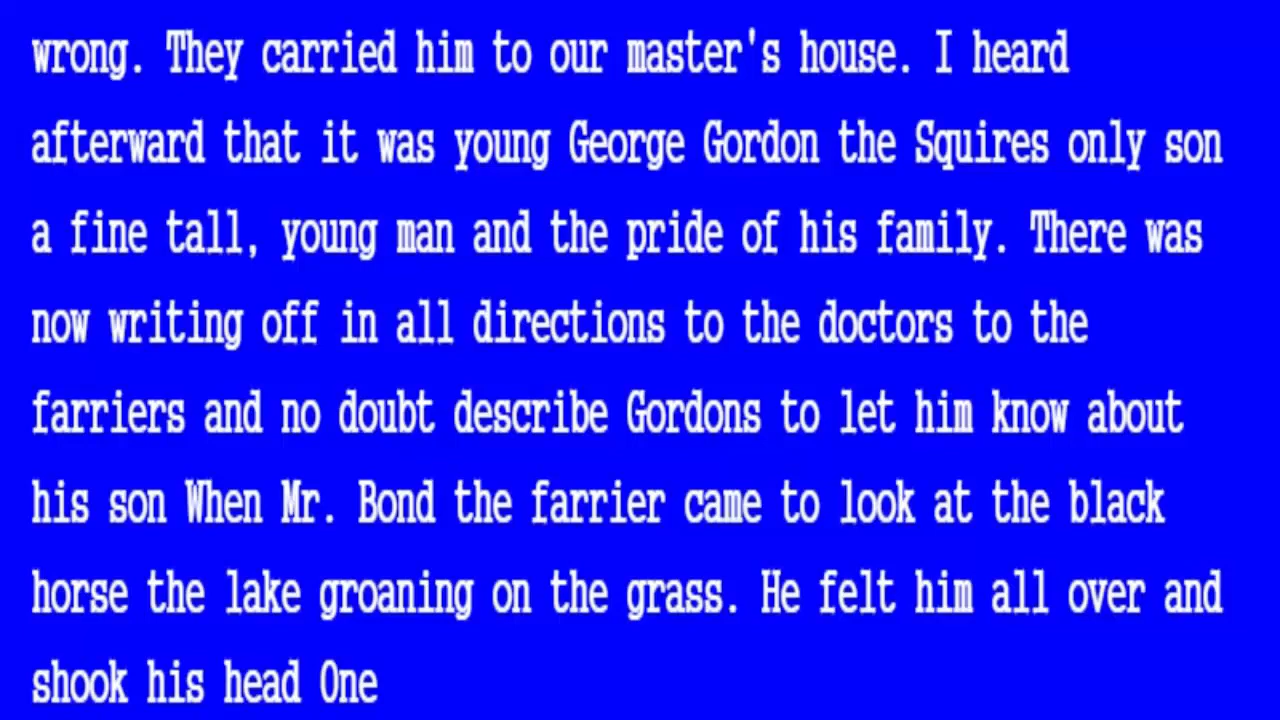 wrong. They carried him to our master's house. I heard
afterward that it was young George Gordon the Squires only son
a fine tall, young man and the pride of his family. There was
now writing off in all directions to the doctors to the
farriers and no doubt describe Gordons to let him know about
his son When Mr. Bond the farrier came to look at the black
horse the lake groaning on the grass. He felt him all over and
shook his head One